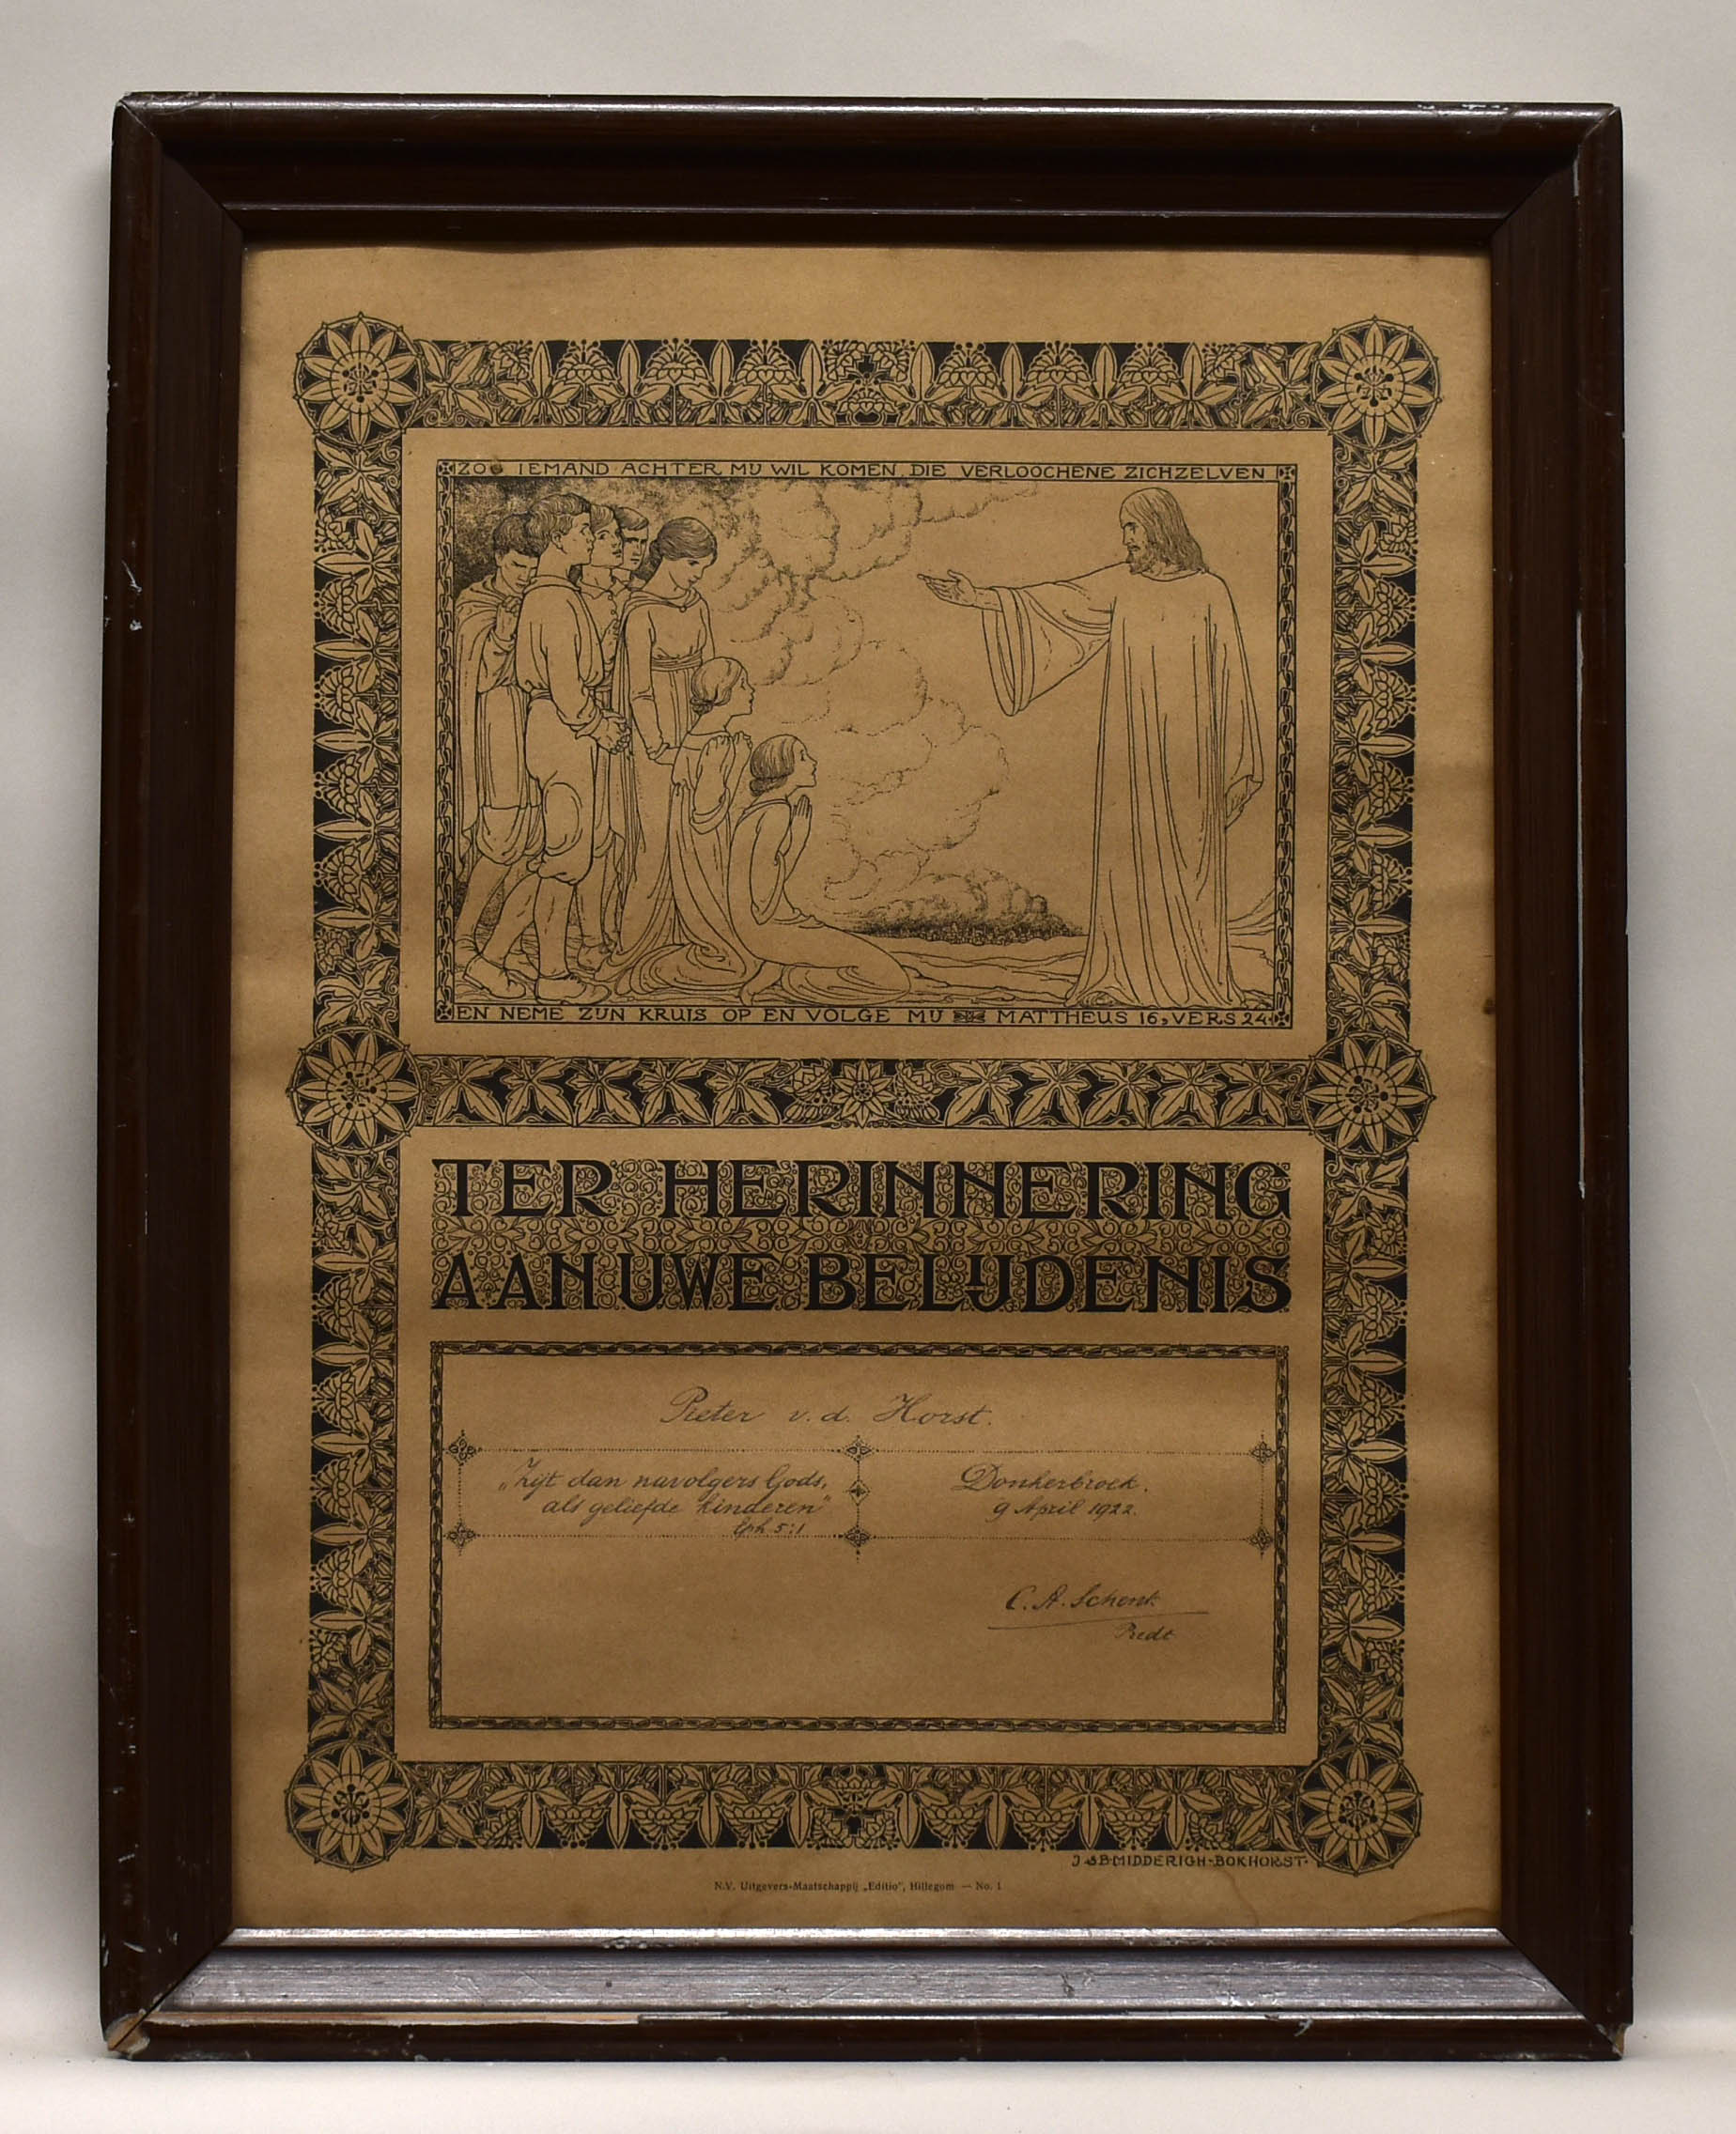 ZOO IEMAND ACHTER MIJ WIL KOMEN DIE VERLOOCHENE ZICHZELVEN
EN NEME ZIJN KRUIS OP EN VOLGE MIJ MATTHEUS 16, VERS 24
TER HERINNERING
AAN UWE BELIJDENIS
Pieter v. d. Horst.
„Zijt dan navolgers Gods,
als geliefde kinderen"
Eph. 5:1
Donkerbroek.
9 April 1922.
C. A. Schenk
Predt
J·S·B·MIDDERIGH-BOKHORST·
N.V. Uitgevers-Maatschappij „Editio", Hillegom — No. 1